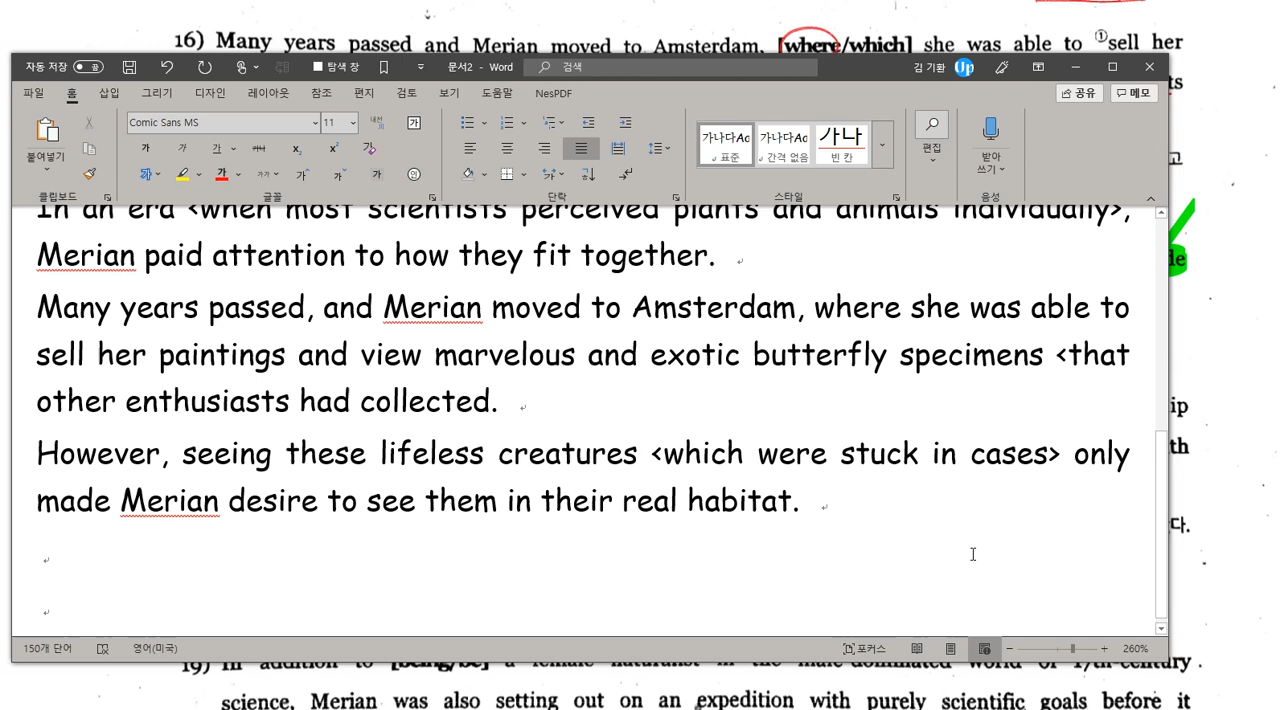 16) Many years passed and Merian moved to Amsterdam, [where/which] she was able to ①sell her
자동 저장 끔 탐색 창 문서2 - Word 검색 김 기환 Up
ts
파일 홈 삽입 그리기 디자인 레이아웃 참조 편지 검토 보기 도움말 NesPDF 공유 메모
Comic Sans MS 11
가나다Ac 가나다Ac 가나
붙여넣기 표준 간격 없음 빈 칸 편집 받아쓰기
클립보드 글꼴 단락 스타일 음성
In an era <when most scientists perceived plants and animals individually>,
Merian paid attention to how they fit together.
Many years passed, and Merian moved to Amsterdam, where she was able to
sell her paintings and view marvelous and exotic butterfly specimens <that
other enthusiasts had collected.
ip
However, seeing these lifeless creatures <which were stuck in cases> only
th
made Merian desire to see them in their real habitat.
다.
150개 단어 영어(미국) 포커스 260%
19) In addition to [being/be] a female naturalist in the male-dominated world of 17th-century
science, Merian was also setting out on an expedition with purely scientific goals before it